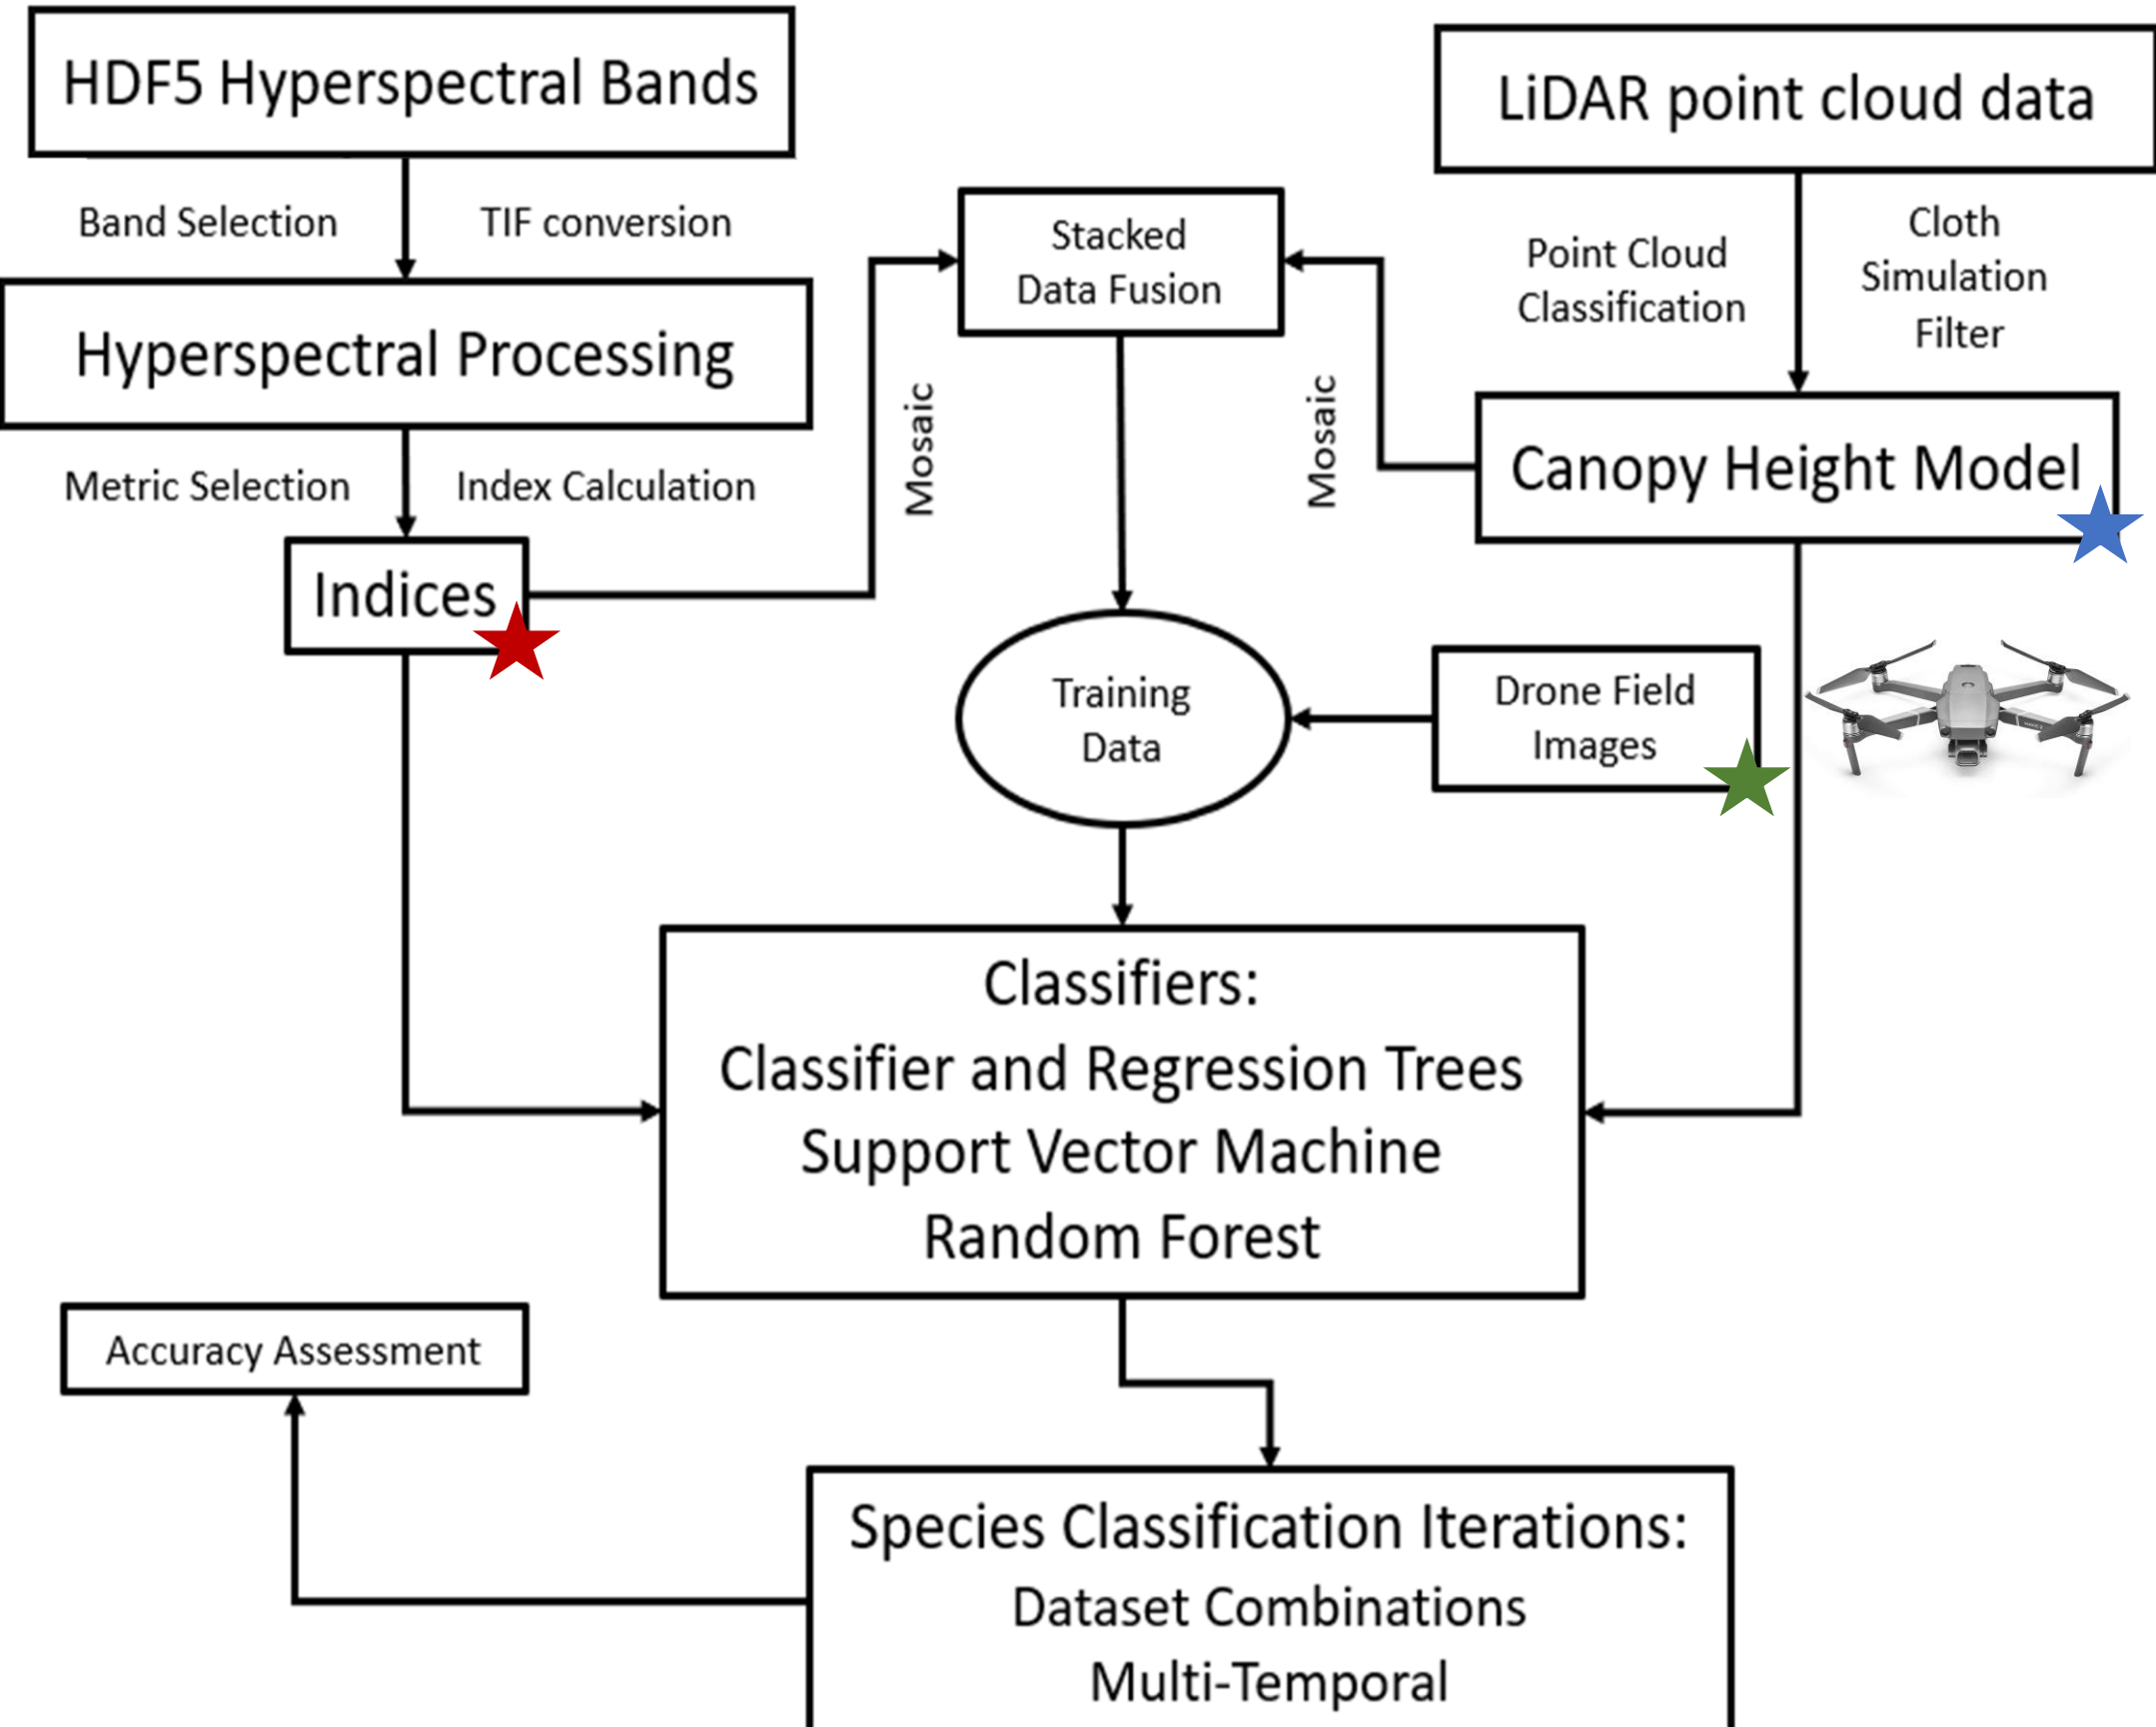 HDF5 Hyperspectral Bands
LiDAR point cloud data
Band Selection
TIF conversion
Stacked
Data Fusion
Point Cloud
Classification
Cloth
Simulation
Filter
Hyperspectral Processing
Mosaic
Mosaic
Canopy Height Model
Metric Selection
Index Calculation
Indices
Training
Data
Drone Field
Images
Classifiers:
Classifier and Regression Trees
Support Vector Machine
Random Forest
Accuracy Assessment
Species Classification Iterations:
Dataset Combinations
Multi-Temporal